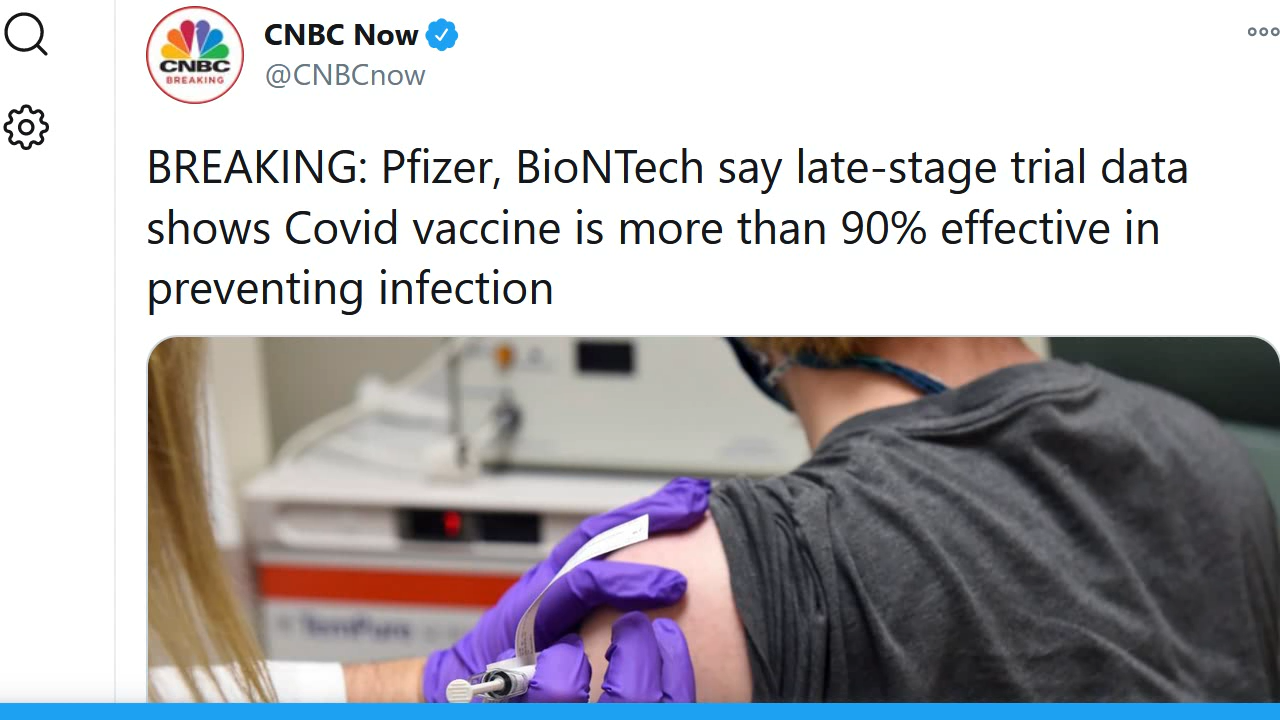 CNBC
BREAKING
CNBC Now
@CNBCnow
BREAKING: Pfizer, BioNTech say late-stage trial data
shows Covid vaccine is more than 90% effective in
preventing infection